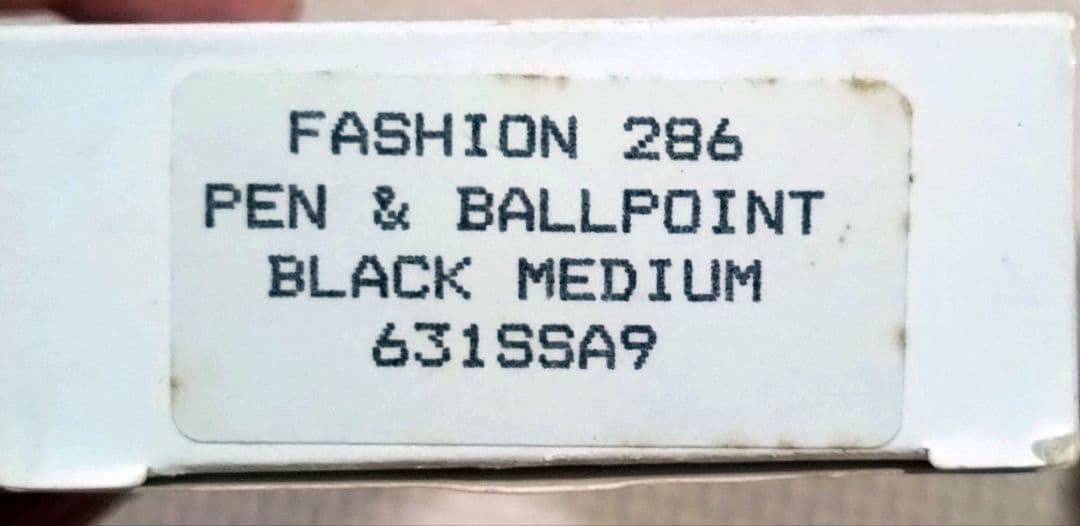 FASHION 286
PEN & BALLPOINT
BLACK MEDIUM
631SSA9